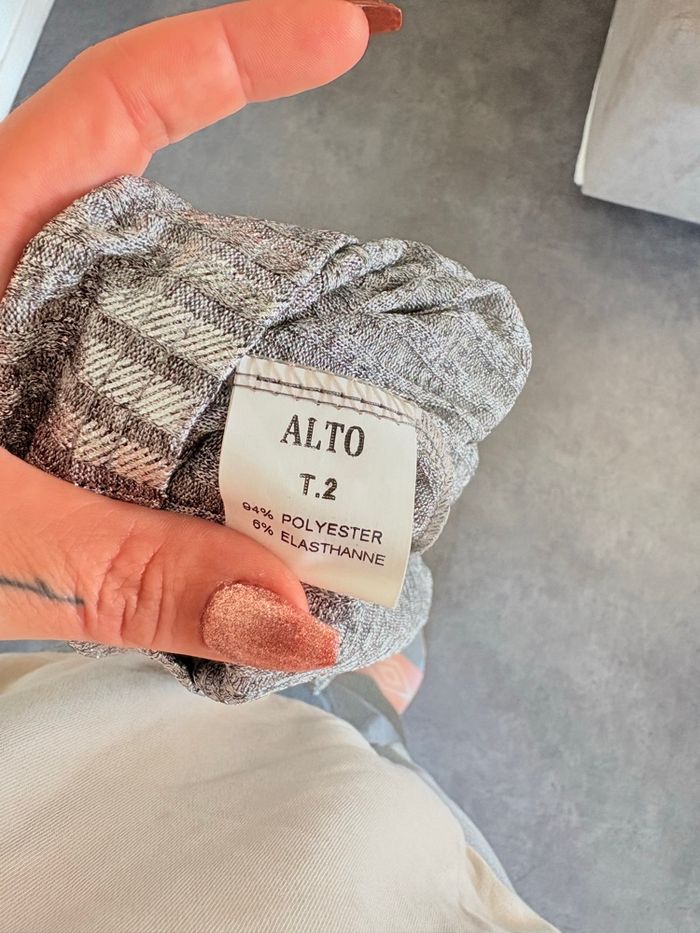 ALTO
T.2
94% POLYESTER
6% ELASTHANNE